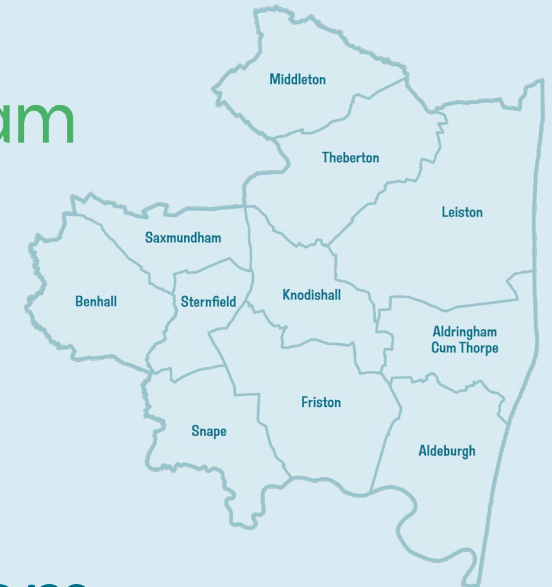 am
Middleton
Theberton
Leiston
Saxmundham
Benhall
Sternfield
Knodishall
Aldringham
Cum Thorpe
Friston
Snape
Aldeburgh